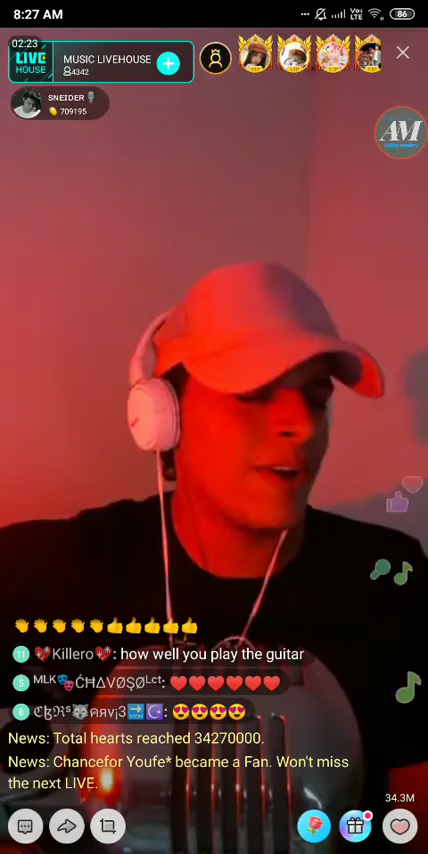 8:27 AM
Vo) LTE
86
02:23
LIVE
HOUSE
MUSIC LIVEHOUSE
4342
SNEIDER
709195
AM
👏👏👏👏👏👍👍👍👍👍
11 💖Killero💖: how well you play the guitar
5
❤️❤️❤️❤️❤️❤️
8
😍😍😍😍
News: Total hearts reached 34270000.
News: Chancefor Youfe* became a Fan. Won't miss
the next LIVE.
34.3M